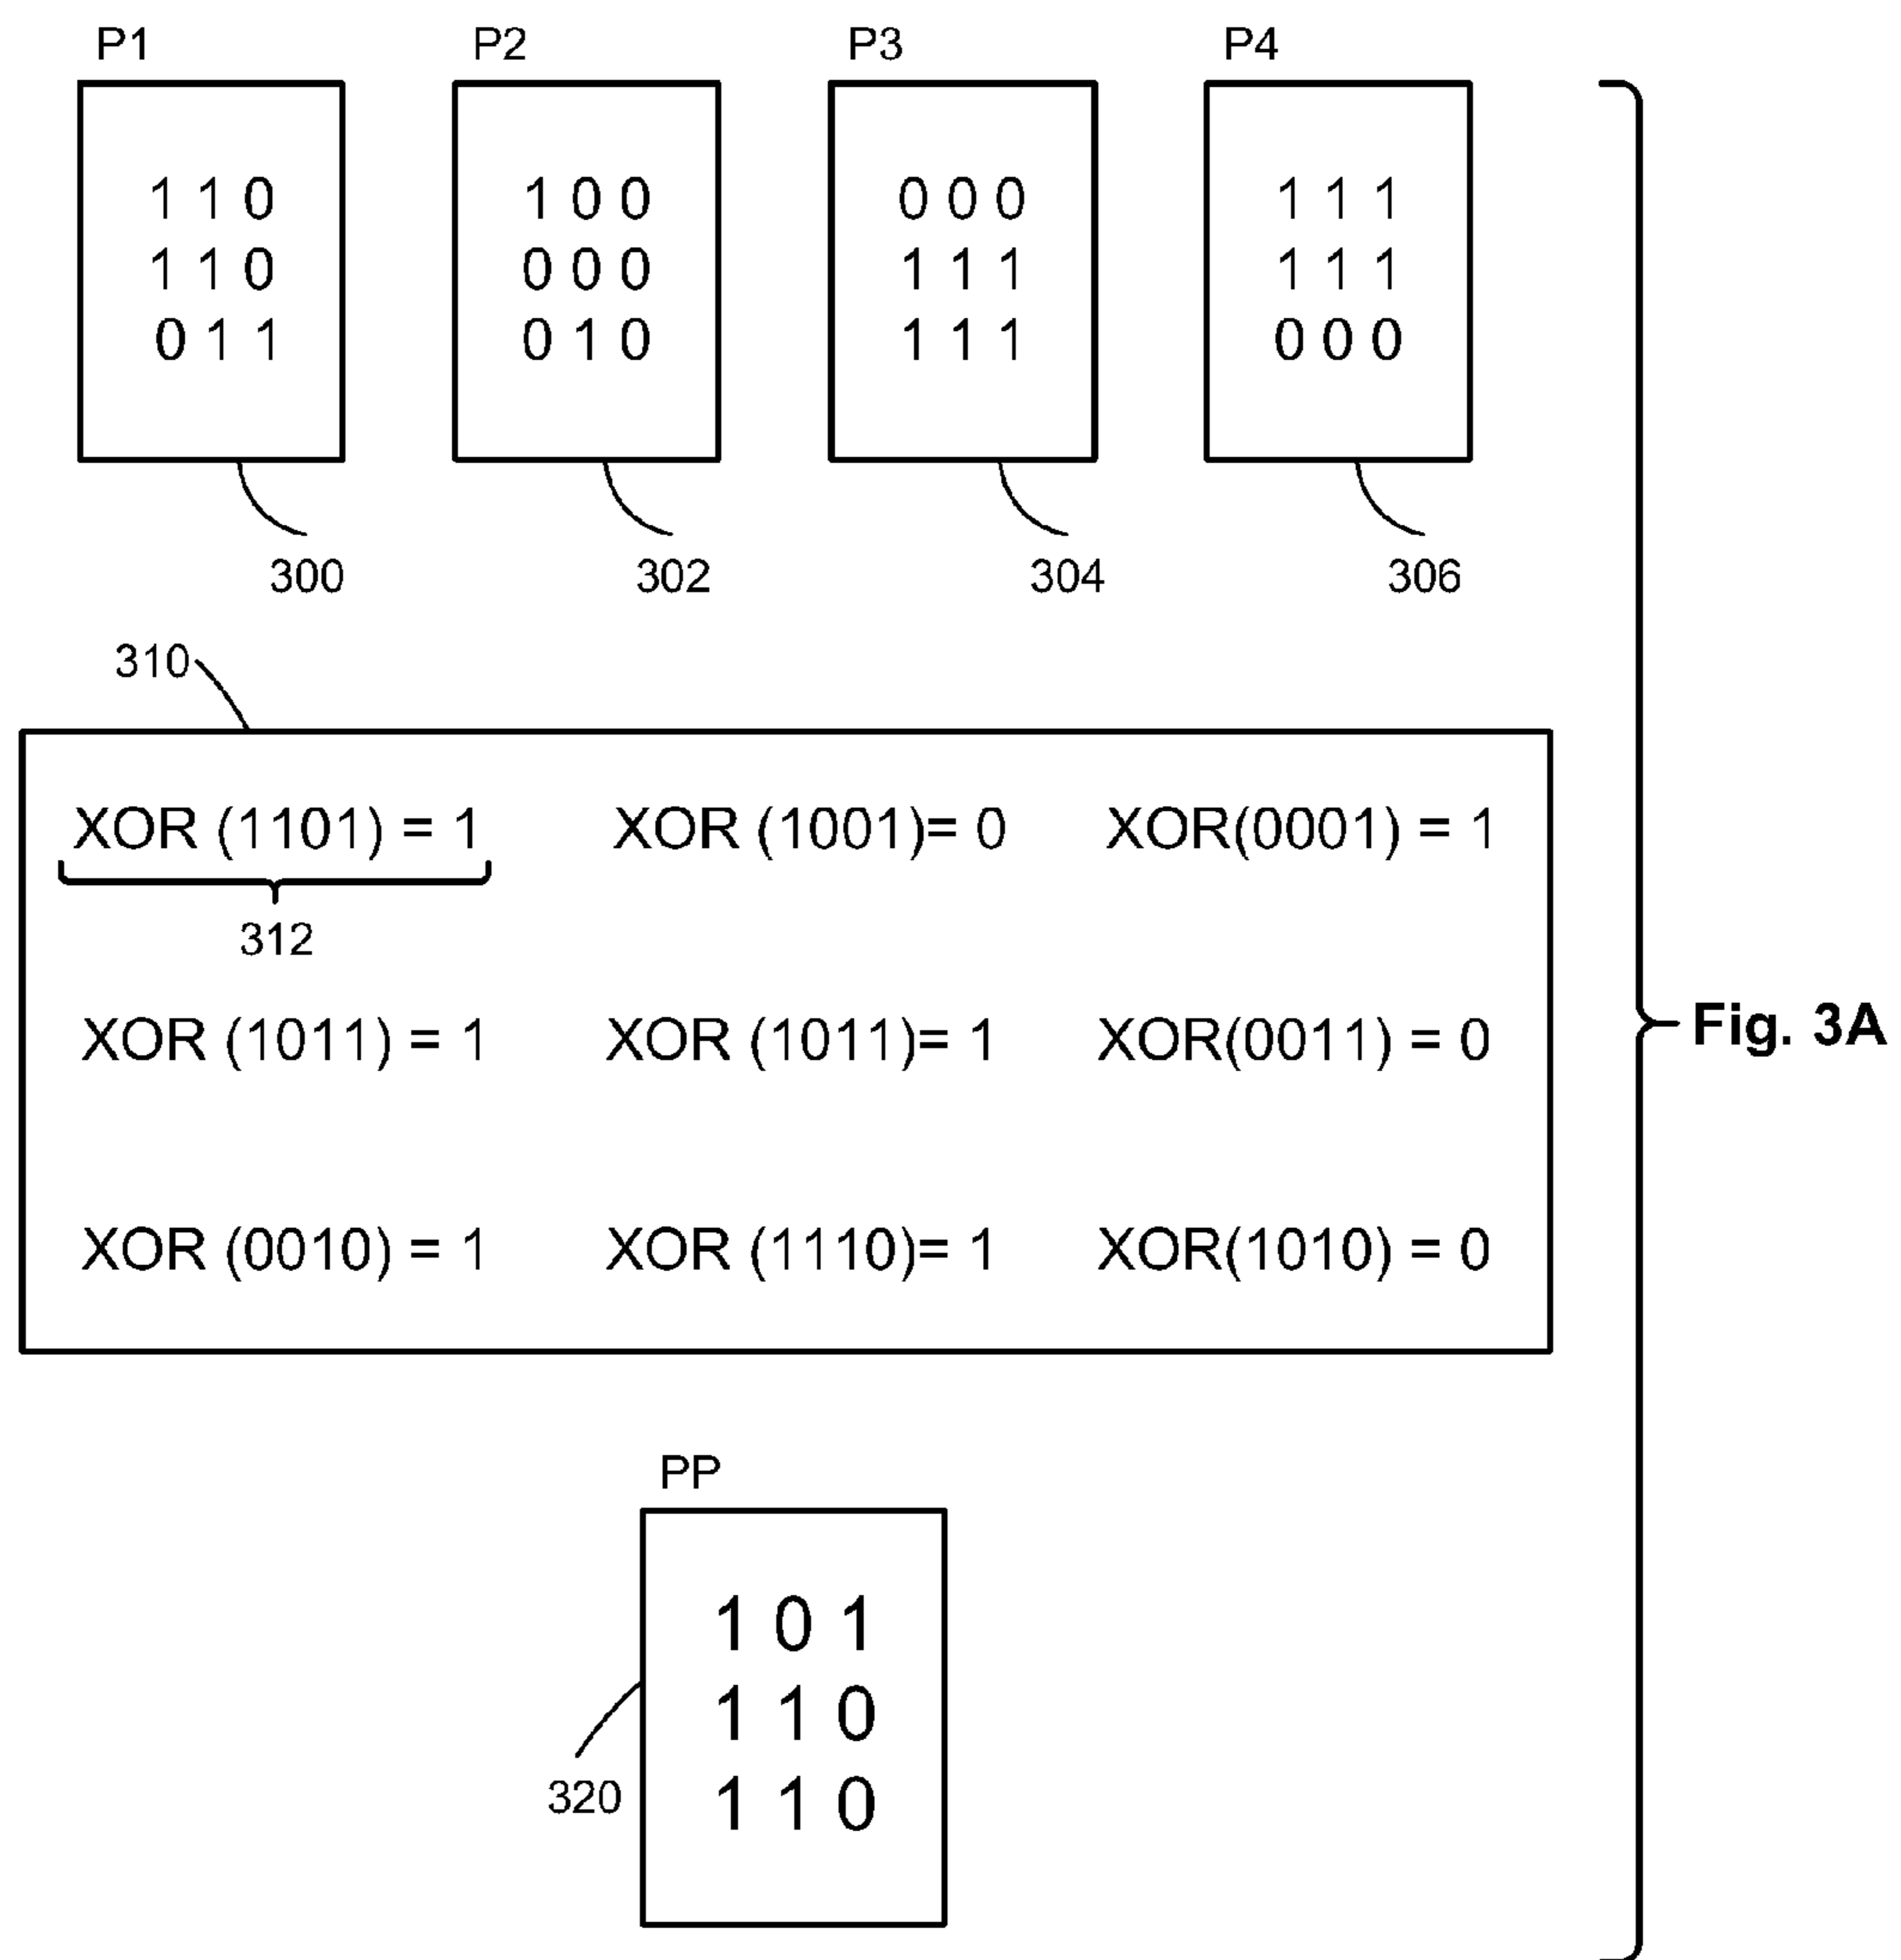 P1 P2 P3 P4
1 1 0 1 0 0 0 0 0 1 1 1
1 1 0 0 0 0 1 1 1 1 1 1
0 1 1 0 1 0 1 1 1 0 0 0
300 302 304 306
310
XOR (1101) = 1 XOR (1001)= 0 XOR(0001) = 1
312
XOR (1011) = 1 XOR (1011)= 1 XOR(0011) = 0
Fig. 3A
XOR (0010) = 1 XOR (1110)= 1 XOR(1010) = 0
PP
1 0 1
1 1 0
1 1 0
320